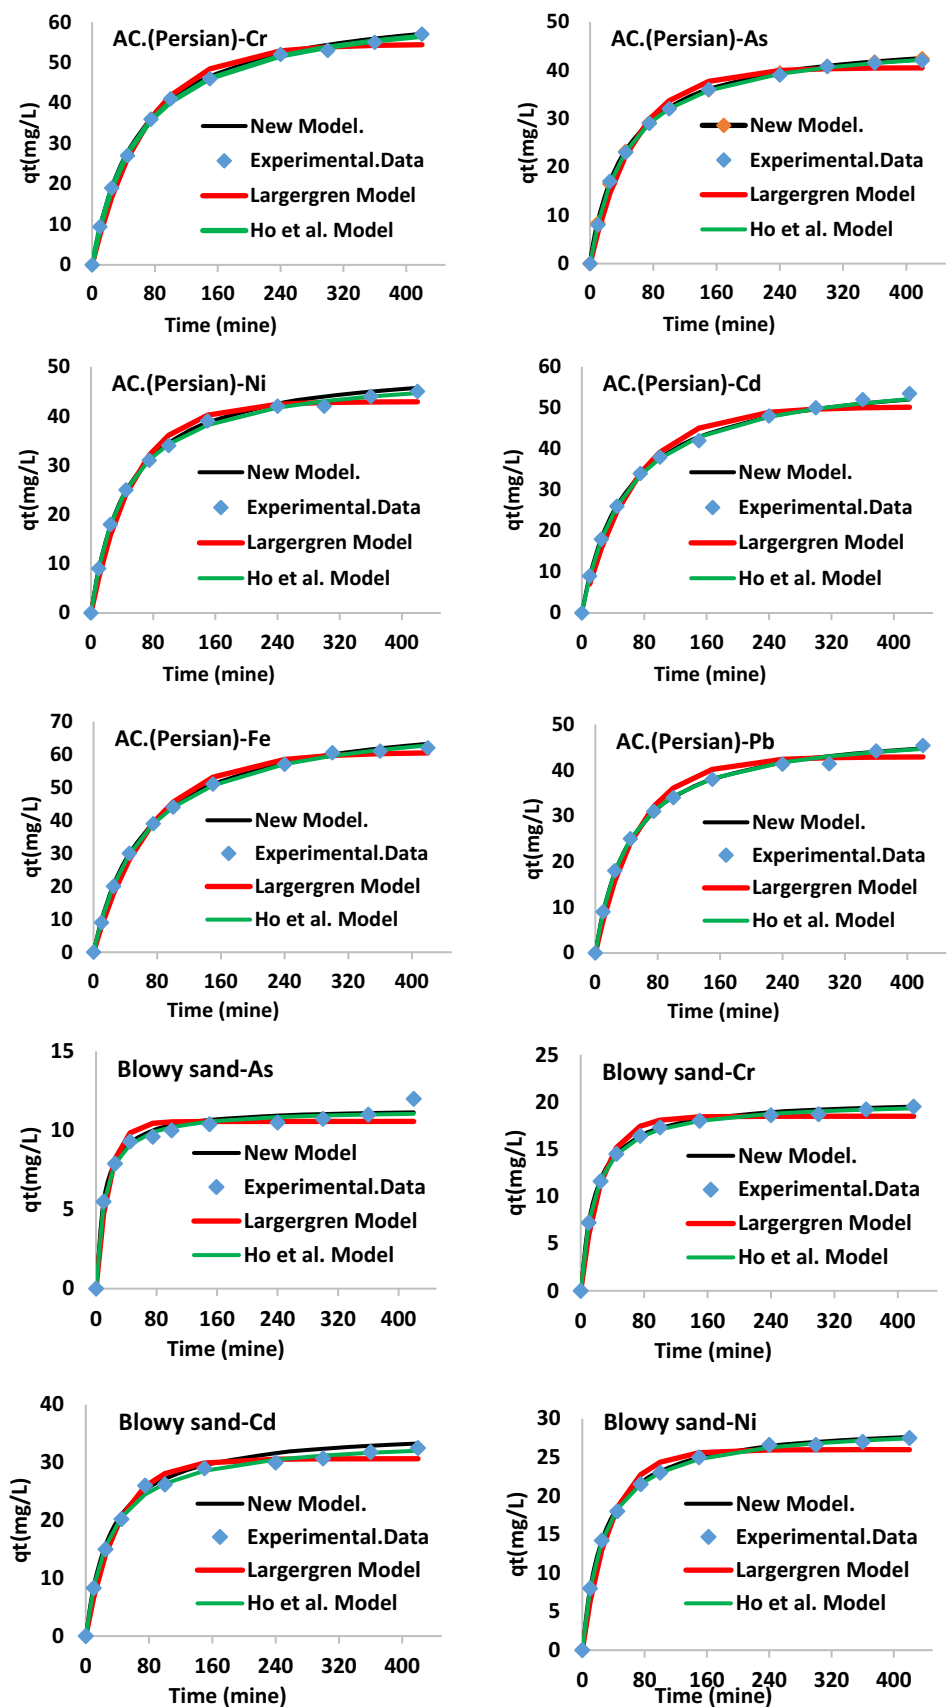 AC.(Persian)-Cr
qt(mg/L)
60
50
40
30
20
10
0
New Model.
Experimental.Data
Largergren Model
Ho et al. Model
0 80 160 240 320 400
Time (mine)
AC.(Persian)-As
qt(mg/L)
50
40
30
20
10
0
New Model.
Experimental.Data
Largergren Model
Ho et al. Model
0 80 160 240 320 400
Time (mine)
AC.(Persian)-Ni
qt(mg/L)
50
40
30
20
10
0
New Model.
Experimental.Data
Largergren Model
Ho et al. Model
0 80 160 240 320 400
Time (mine)
AC.(Persian)-Cd
qt(mg/L)
60
50
40
30
20
10
0
New Model.
Experimental.Data
Largergren Model
Ho et al. Model
0 80 160 240 320 400
Time (mine)
AC.(Persian)-Fe
qt(mg/L)
70
60
50
40
30
20
10
0
New Model.
Experimental.Data
Largergren Model
Ho et al. Model
0 80 160 240 320 400
Time (mine)
AC.(Persian)-Pb
qt(mg/L)
50
40
30
20
10
0
New Model.
Experimental.Data
Largergren Model
Ho et al. Model
0 80 160 240 320 400
Time (mine)
Blowy sand-As
qt(mg/L)
15
10
5
0
New Model
Experimental.Data
Largergren Model
Ho et al. Model
0 80 160 240 320 400
Time (mine)
Blowy sand-Cr
qt(mg/L)
25
20
15
10
5
0
New Model.
Experimental.Data
Largergren Model
Ho et al. Model
0 80 160 240 320 400
Time (mine)
Blowy sand-Cd
qt(mg/L)
40
30
20
10
0
New Model.
Experimental.Data
Largergren Model
Ho et al. Model
0 80 160 240 320 400
Time (mine)
Blowy sand-Ni
qt(mg/L)
30
25
20
15
10
5
0
New Model.
Experimental.Data
Largergren Model
Ho et al. Model
0 80 160 240 320 400
Time (mine)